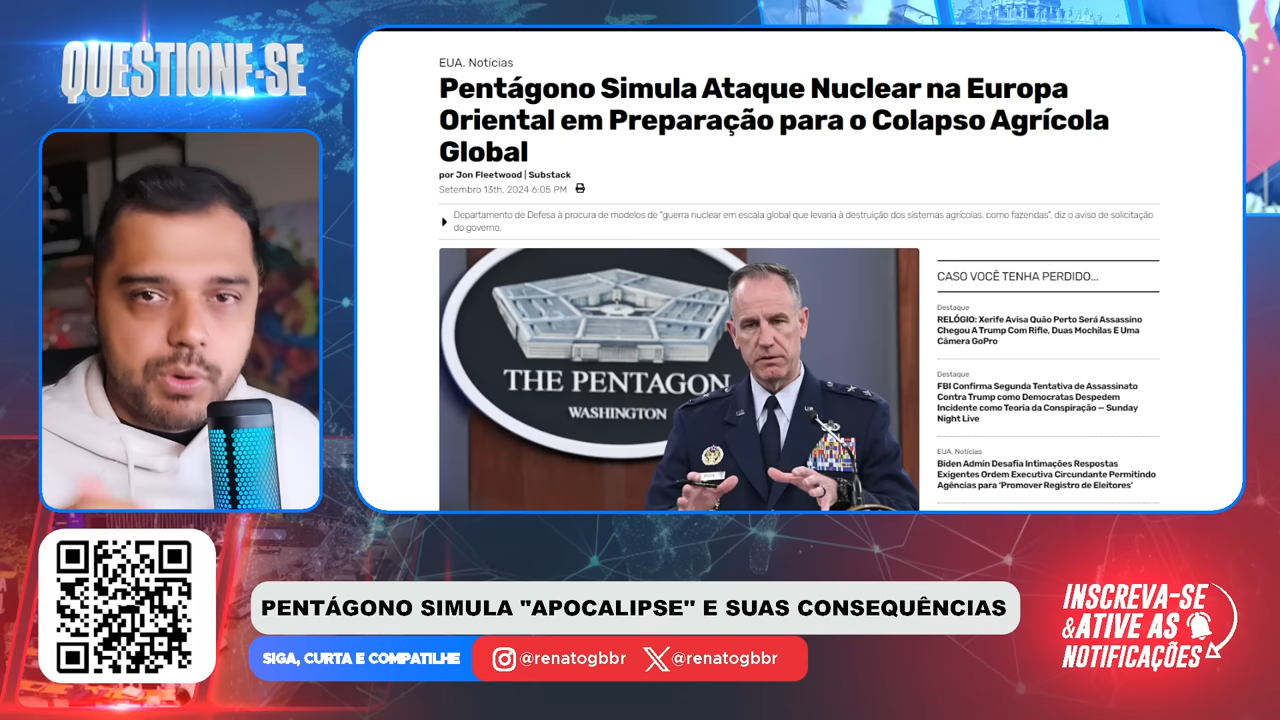 QUESTIONE-SE
EUA. Notícias
Pentágono Simula Ataque Nuclear na Europa
Oriental em Preparação para o Colapso Agrícola
Global
por Jon Fleetwood | Substack
Setembro 13th, 2024 6:05 PM
Departamento de Defesa à procura de modelos de "guerra nuclear em escala global que levaria à destruição dos sistemas agrícolas, como fazendas", diz o aviso de solicitação
do governo.
THE PENTAGON
WASHINGTON
CASO VOCÊ TENHA PERDIDO...
Destaque
RELÓGIO: Xerife Avisa Quão Perto Será Assassino
Chegou A Trump Com Rifle, Duas Mochilas E Uma
Câmera GoPro
Destaque
FBI Confirma Segunda Tentativa de Assassinato
Contra Trump como Democratas Despedem
Incidente como Teoria da Conspiração — Sunday
Night Live
EUA. Notícias
Biden Admin Desafia Intimações Respostas
Exigentes Ordem Executiva Circundante Permitindo
Agências para 'Promover Registro de Eleitores'
PENTÁGONO SIMULA "APOCALIPSE" E SUAS CONSEQUÊNCIAS
SIGA, CURTA E COMPATILHE
@renatogbbr
@renatogbbr
INSCREVA-SE
&ATIVE AS
NOTIFICAÇÕES